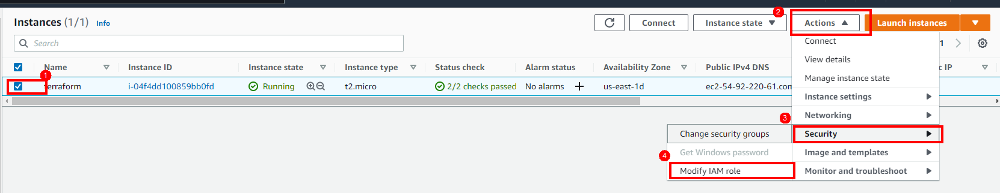 Instances (1/1) Info
2
Connect
Instance state
Actions
Launch instances
Search
Connect
1
View details
Name
Instance ID
Instance state
Instance type
Status check
Alarm status
Availability Zone
Public IPv4 DNS
IP
1
Manage instance state
terraform
i-04f4dd100859bb0fd
Running
t2.micro
2/2 checks passed
No alarms
us-east-1d
ec2-54-92-220-61.com
Instance settings
Networking
3
Change security groups
Security
4
Get Windows password
Image and templates
Modify IAM role
Monitor and troubleshoot